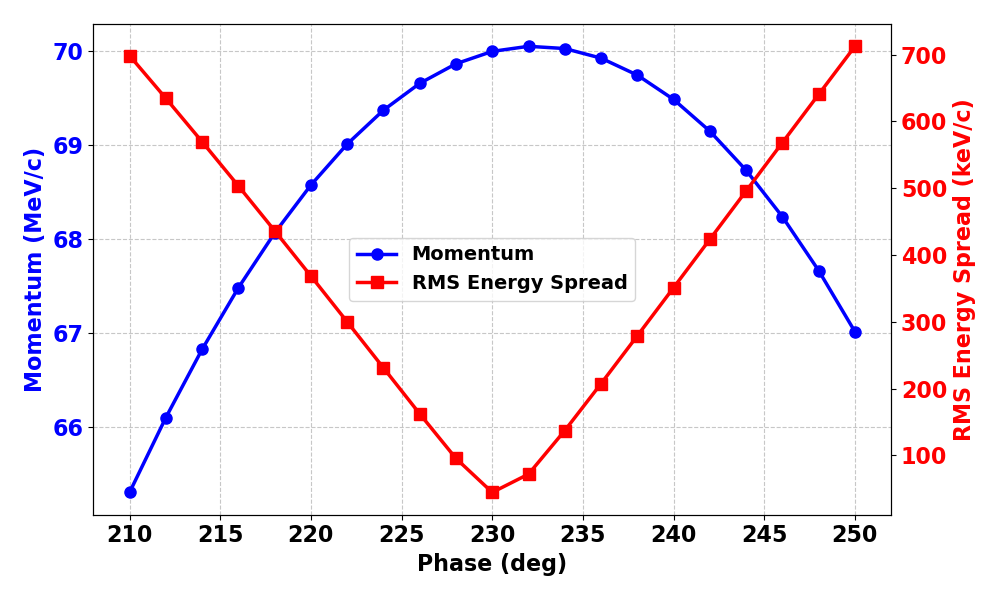 70
69
68
67
66
Momentum (MeV/c)
700
600
500
400
300
200
100
RMS Energy Spread (keV/c)
Momentum
RMS Energy Spread
210 215 220 225 230 235 240 245 250
Phase (deg)